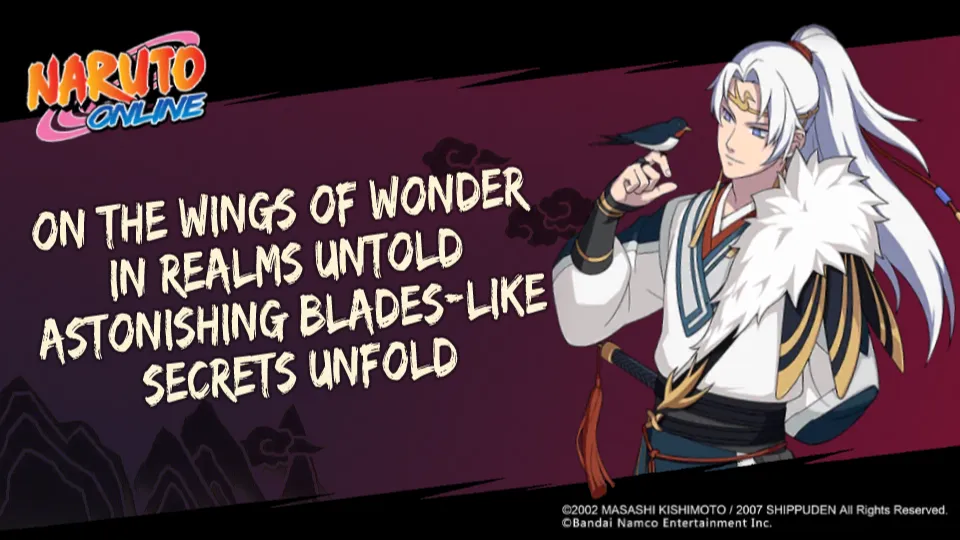 NARUTO
ONLINE
ON THE WINGS OF WONDER
IN REALMS UNTOLD
ASTONISHING BLADES-LIKE
SECRETS UNFOLD
©2002 MASASHI KISHIMOTO / 2007 SHIPPUDEN All Rights Reserved.
©Bandai Namco Entertainment Inc.